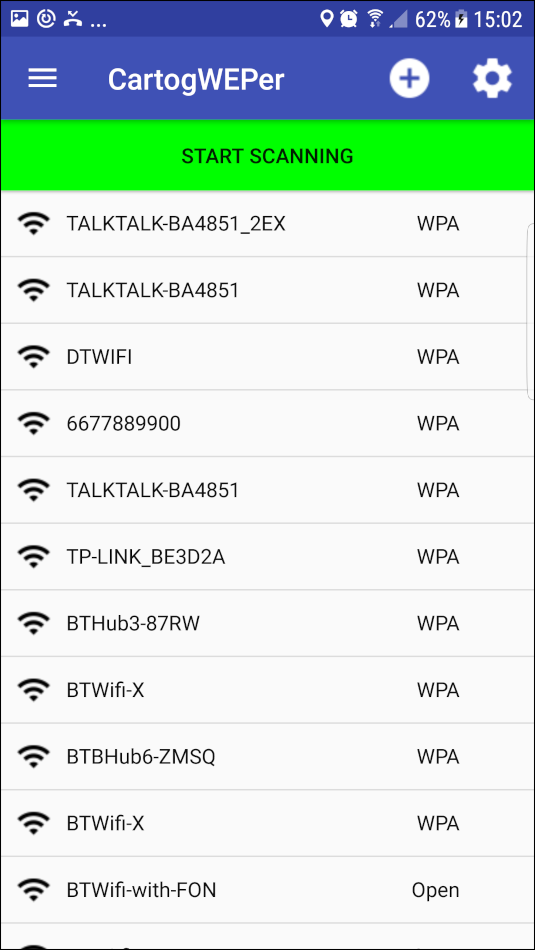 ... 62% 15:02
CartogWEPer
START SCANNING
TALKTALK-BA4851_2EX WPA
TALKTALK-BA4851 WPA
DTWIFI WPA
6677889900 WPA
TALKTALK-BA4851 WPA
TP-LINK_BE3D2A WPA
BTHub3-87RW WPA
BTWifi-X WPA
BTBHub6-ZMSQ WPA
BTWifi-X WPA
BTWifi-with-FON Open